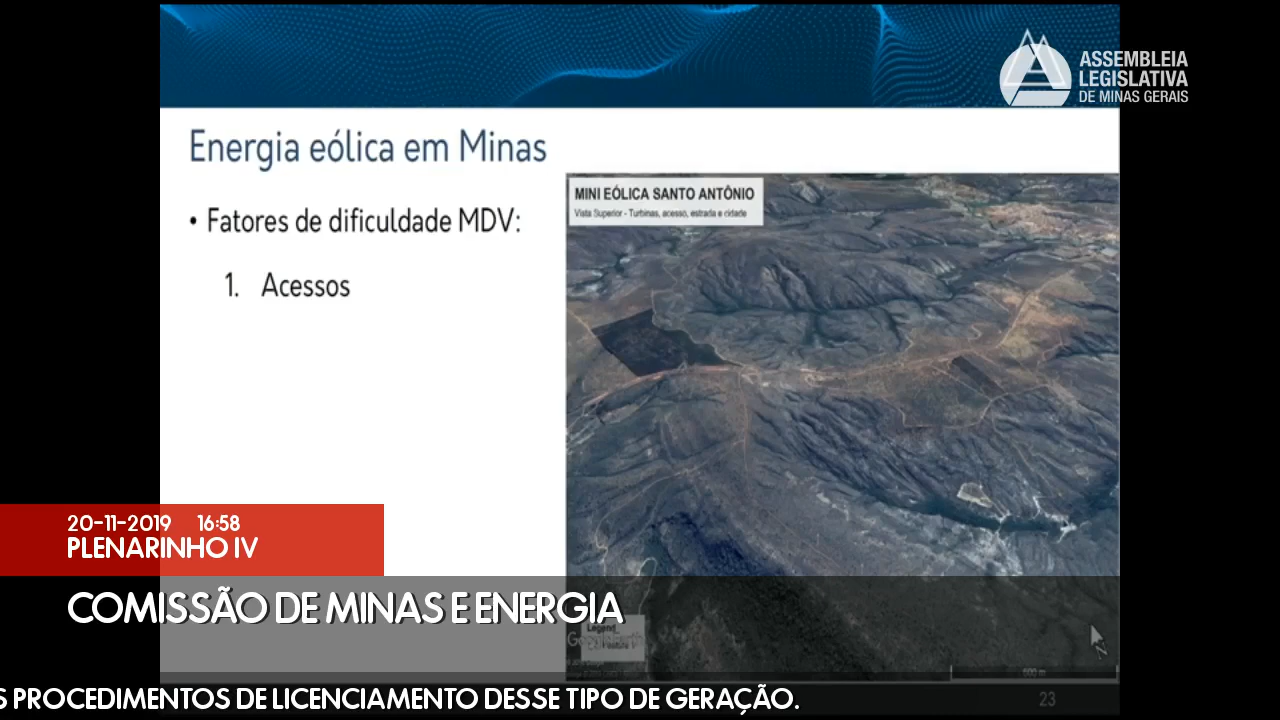 ASSEMBLEIA
LEGISLATIVA
DE MINAS GERAIS
Energia eólica em Minas
• Fatores de dificuldade MDV:
1. Acessos
MINI EÓLICA SANTO ANTÔNIO
Vista Superior - Turbinas, acesso, estrada e cidade
20-11-2019 16:58
PLENARINHO IV
COMISSÃO DE MINAS E ENERGIA
Legend
500 m
S PROCEDIMENTOS DE LICENCIAMENTO DESSE TIPO DE GERAÇÃO.
23